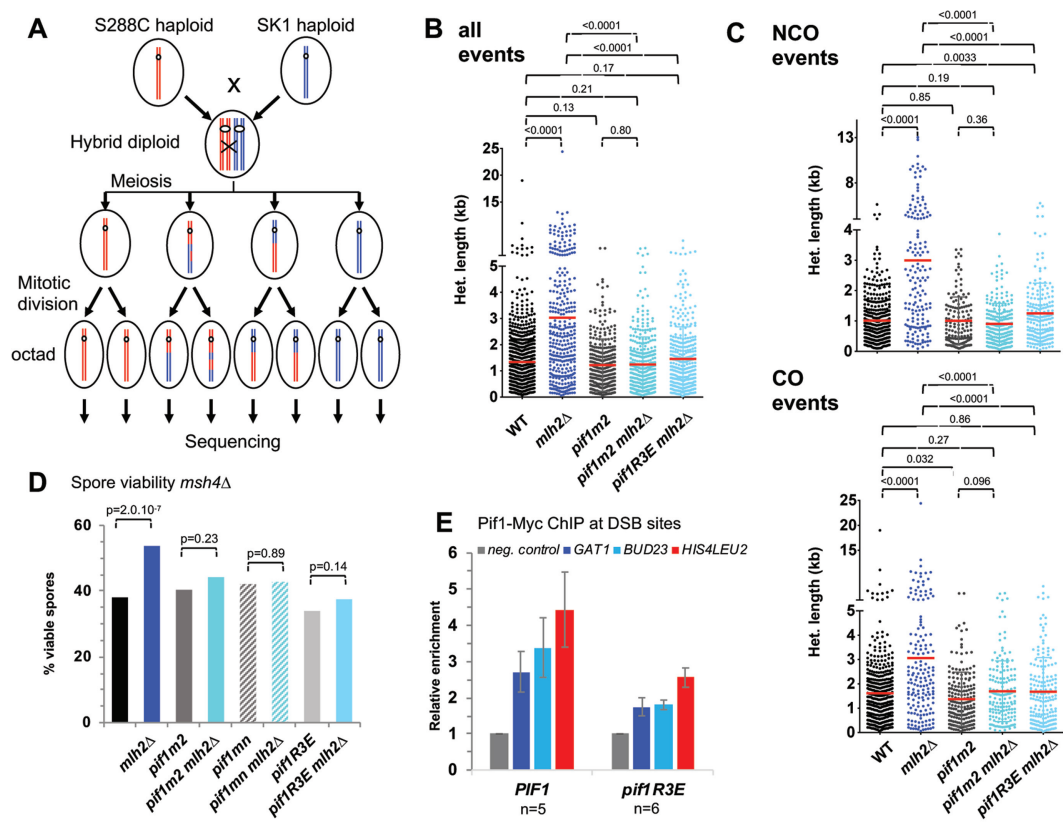 A
S288C haploid
SK1 haploid
X
Hybrid diploid
Meiosis
Mitotic
division
octad
Sequencing
B
all
events
<0.0001
<0.0001
0.17
0.21
0.13
<0.0001
0.80
Het. length (kb)
25
20
15
10
5
6
5
4
3
2
1
0
WT
mlh2Δ
pif1m2
pif1m2 mlh2Δ
pif1R3E mlh2Δ
C
NCO
events
<0.0001
<0.0001
0.0033
0.19
0.85
<0.0001
0.36
Het. length (kb)
13
8
3
4
3
2
1
0
CO
events
<0.0001
<0.0001
0.86
0.27
0.032
<0.0001
0.096
Het. length (kb)
25
20
15
10
5
6
5
4
3
2
1
0
WT
mlh2Δ
pif1m2
pif1m2 mlh2Δ
pif1R3E mlh2Δ
D
Spore viability msh4Δ
p=2.0.10-7
p=0.23
p=0.89
p=0.14
% viable spores
60
40
20
0
mlh2Δ
pif1m2
pif1m2 mlh2Δ
pif1mn
pif1mn mlh2Δ
pif1R3E
pif1R3E mlh2Δ
E
Pif1-Myc ChIP at DSB sites
neg. control GAT1 BUD23 HIS4LEU2
Relative enrichment
6
5
4
3
2
1
0
PIF1
n=5
pif1R3E
n=6